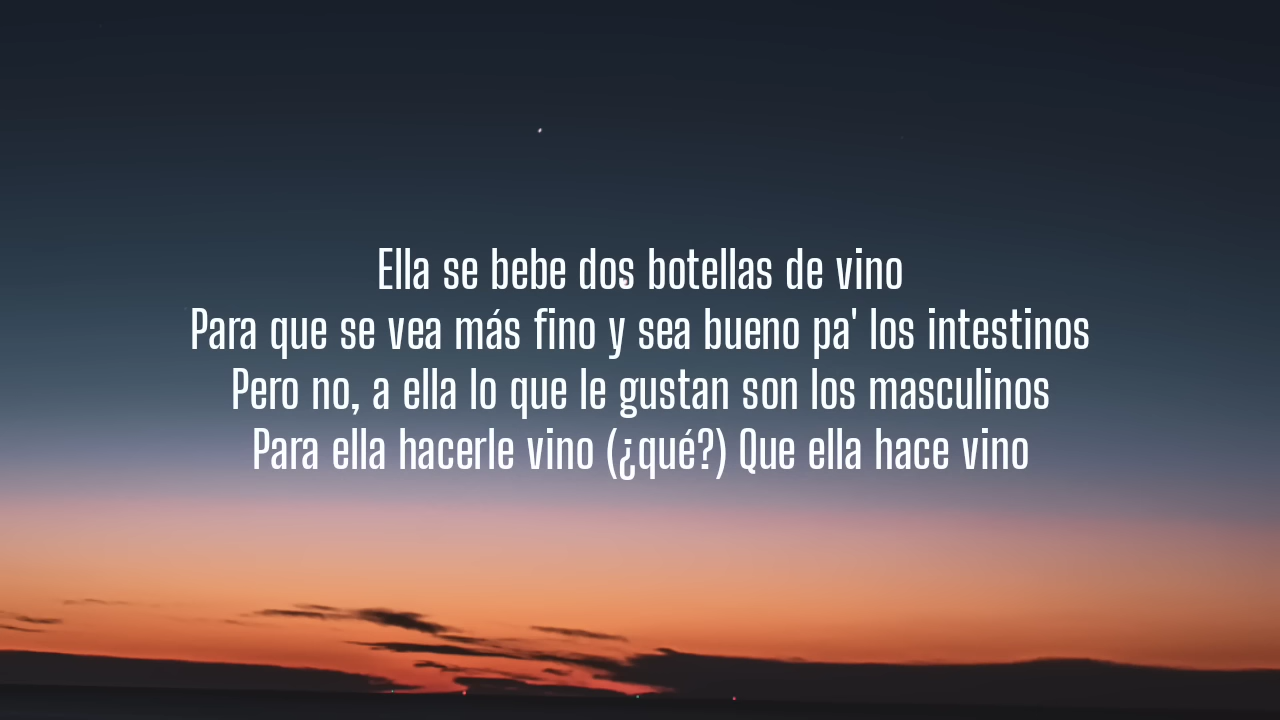 Ella se bebe dos botellas de vino
Para que se vea más fino y sea bueno pa' los intestinos
Pero no, a ella lo que le gustan son los masculinos
Para ella hacerle vino (¿qué?) Que ella hace vino